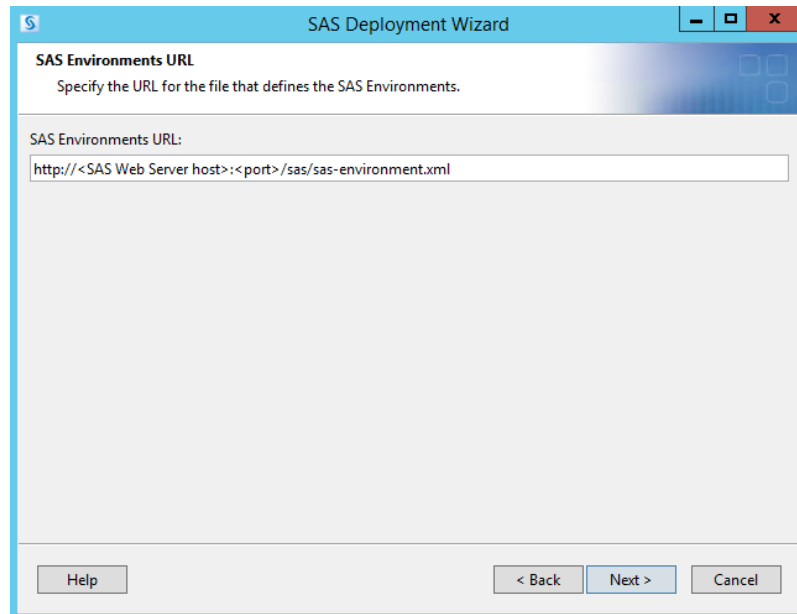 SAS Deployment Wizard
SAS Environments URL
Specify the URL for the file that defines the SAS Environments.
SAS Environments URL:
http://<SAS Web Server host>:<port>/sas/sas-environment.xml
Help
< Back
Next >
Cancel